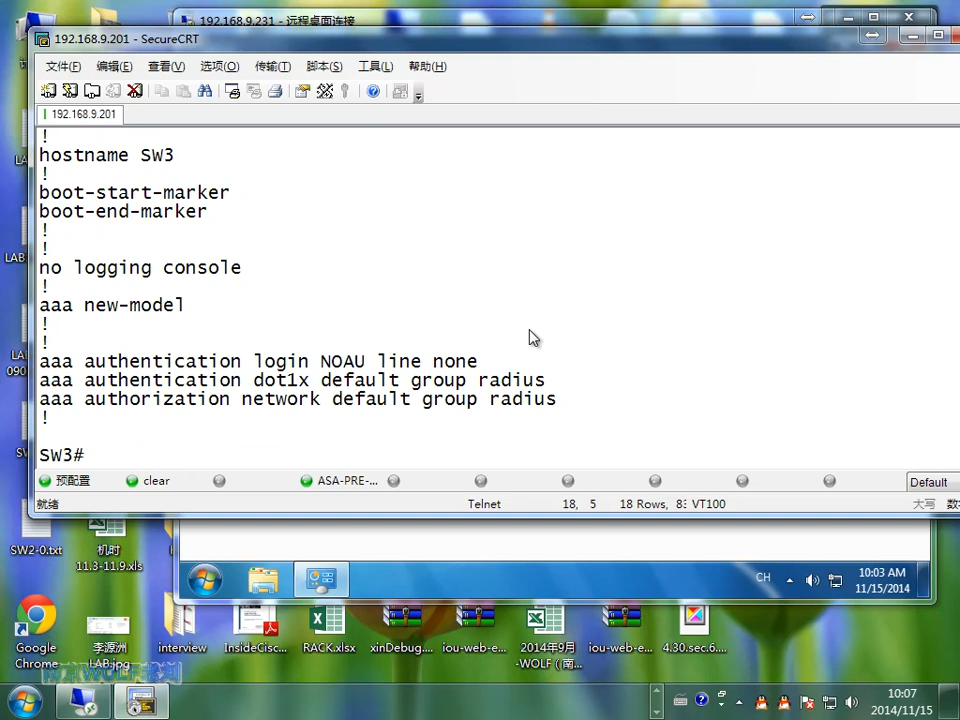 192.168.9.231 - 远程桌面连接
192.168.9.201 - SecureCRT
文件(F) 编辑(E) 查看(V) 选项(O) 传输(T) 脚本(S) 工具(L) 帮助(H)
192.168.9.201
!
hostname SW3
!
boot-start-marker
boot-end-marker
!
!
no logging console
!
aaa new-model
!
!
aaa authentication login NOAU line none
aaa authentication dot1x default group radius
aaa authorization network default group radius
!
SW3#
预配置 clear ASA-PRE-... Default
就绪 Telnet 18, 5 18 Rows, VT100 大写
SW2-0.txt
机时
11.3-11.9.xls
CH
10:03 AM
11/15/2014
Google
Chrome
李源洲
LAB.jpg
interview
InsideCisc...
RACK.xlsx
xinDebug....
iou-web-e...
2014年9月
-WOLF（南...
iou-web-e...
4.30.sec.6....
10:07
2014/11/15